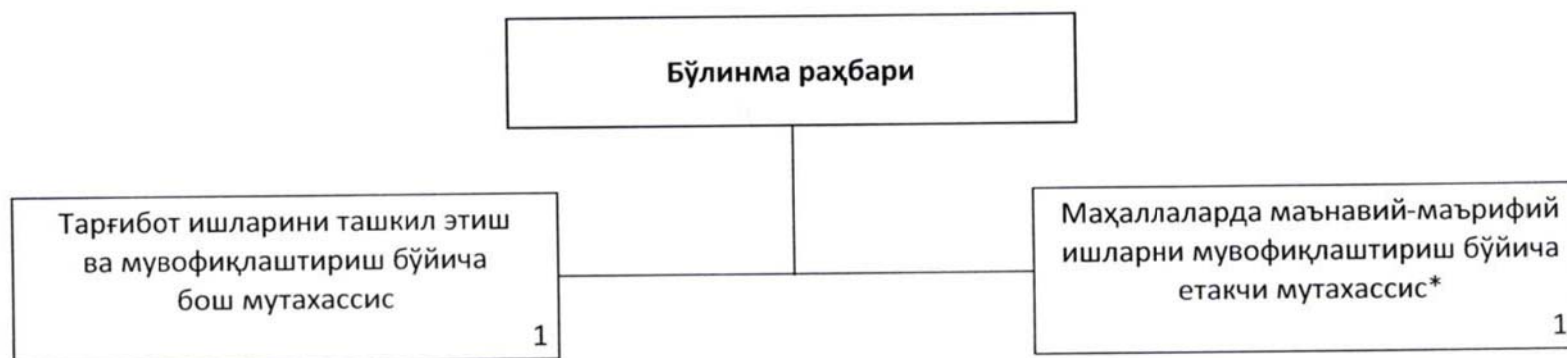 Бўлинма раҳбари
Тарғибот ишларини ташкил этиш
ва мувофиқлаштириш бўйича
бош мутахассис
1
Маҳаллаларда маънавий-маърифий
ишларни мувофиқлаштириш бўйича
етакчи мутахассис*
1